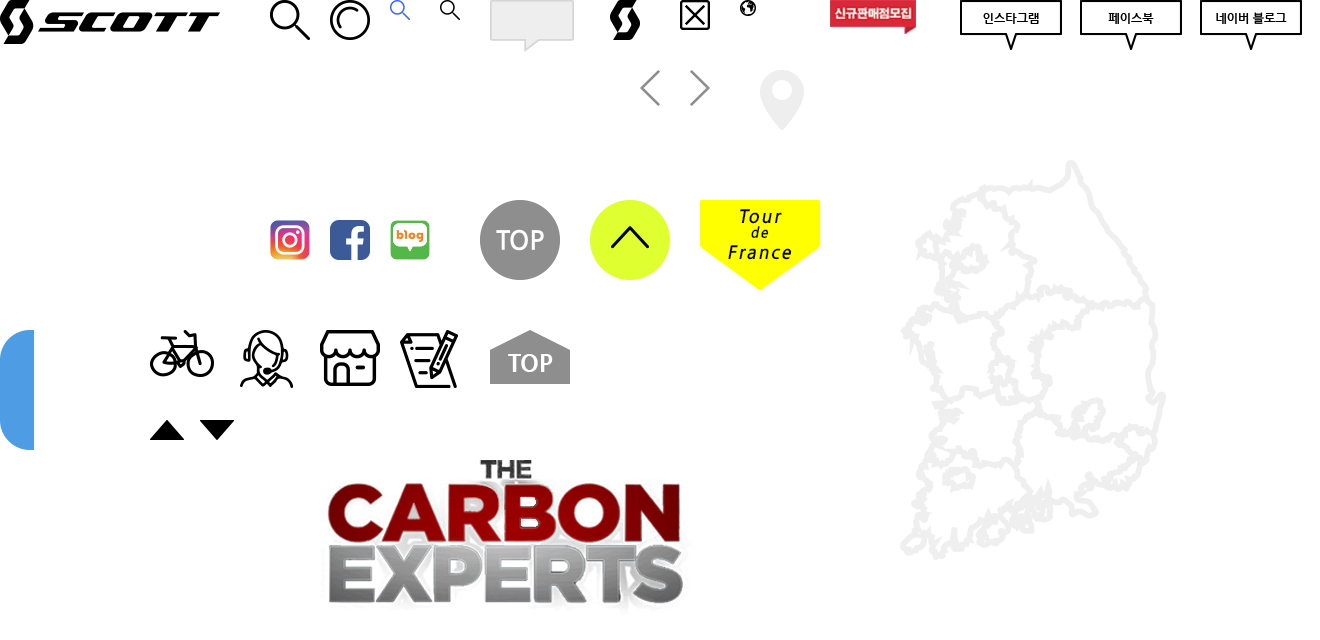 SCOTT
신규판매점모집
인스타그램
페이스북
네이버 블로그
blog
TOP
Tour
de
France
TOP
THE
CARBON
EXPERTS